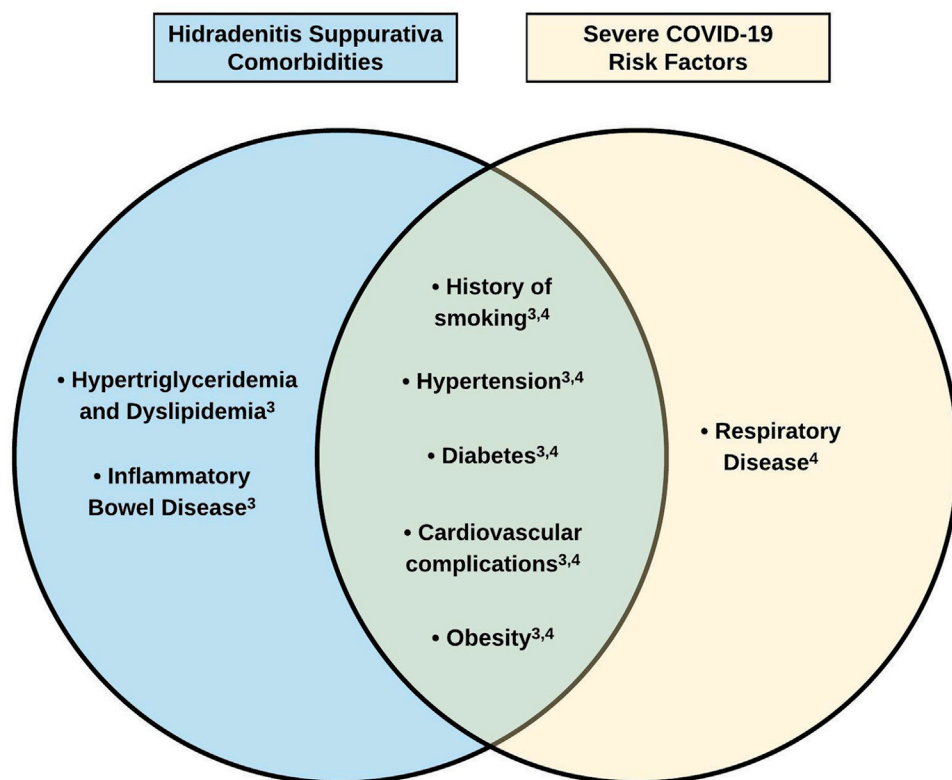 Hidradenitis Suppurativa
Comorbidities
Severe COVID-19
Risk Factors
• Hypertriglyceridemia
and Dyslipidemia³
• Inflammatory
Bowel Disease³
• History of
smoking³,⁴
• Hypertension³,⁴
• Diabetes³,⁴
• Cardiovascular
complications³,⁴
• Obesity³,⁴
• Respiratory
Disease⁴